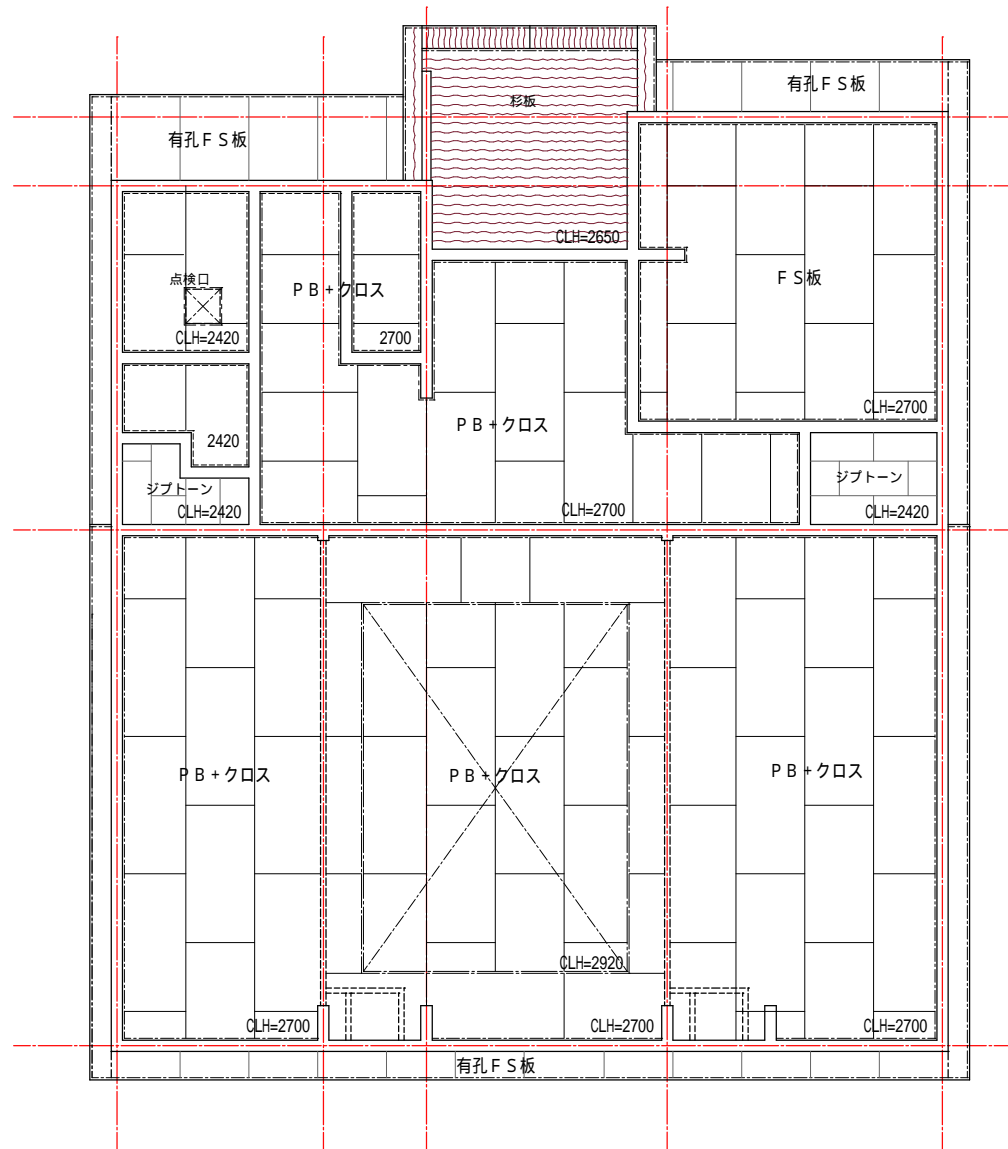 有孔ＦＳ板
杉板
有孔ＦＳ板
CLH=2650
点検口
ＰＢ+クロス
ＦＳ板
CLH=2420
2700
CLH=2700
ＰＢ+クロス
2420
ジプトーン
CLH=2420
CLH=2700
ジプトーン
CLH=2420
ＰＢ+クロス
ＰＢ+クロス
ＰＢ+クロス
CLH=2920
CLH=2700
CLH=2700
CLH=2700
有孔ＦＳ板